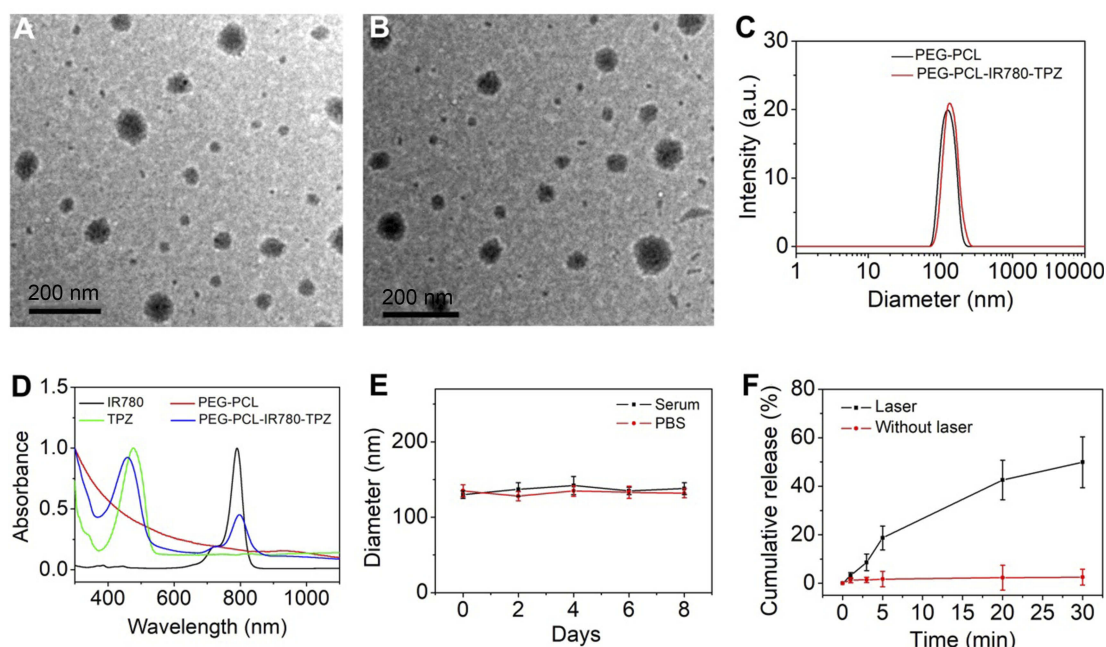 A
200 nm
B
200 nm
C
30
20
10
0
Intensity (a.u.)
PEG-PCL
PEG-PCL-IR780-TPZ
1 10 100 1000 10000
Diameter (nm)
D
1.5
1.0
0.5
0.0
Absorbance
IR780 PEG-PCL
TPZ PEG-PCL-IR780-TPZ
400 600 800 1000
Wavelength (nm)
E
260
130
0
Diameter (nm)
Serum
PBS
0 2 4 6 8
Days
F
80
60
40
20
0
Cumulative release (%)
Laser
Without laser
0 5 10 15 20 25 30
Time (min)